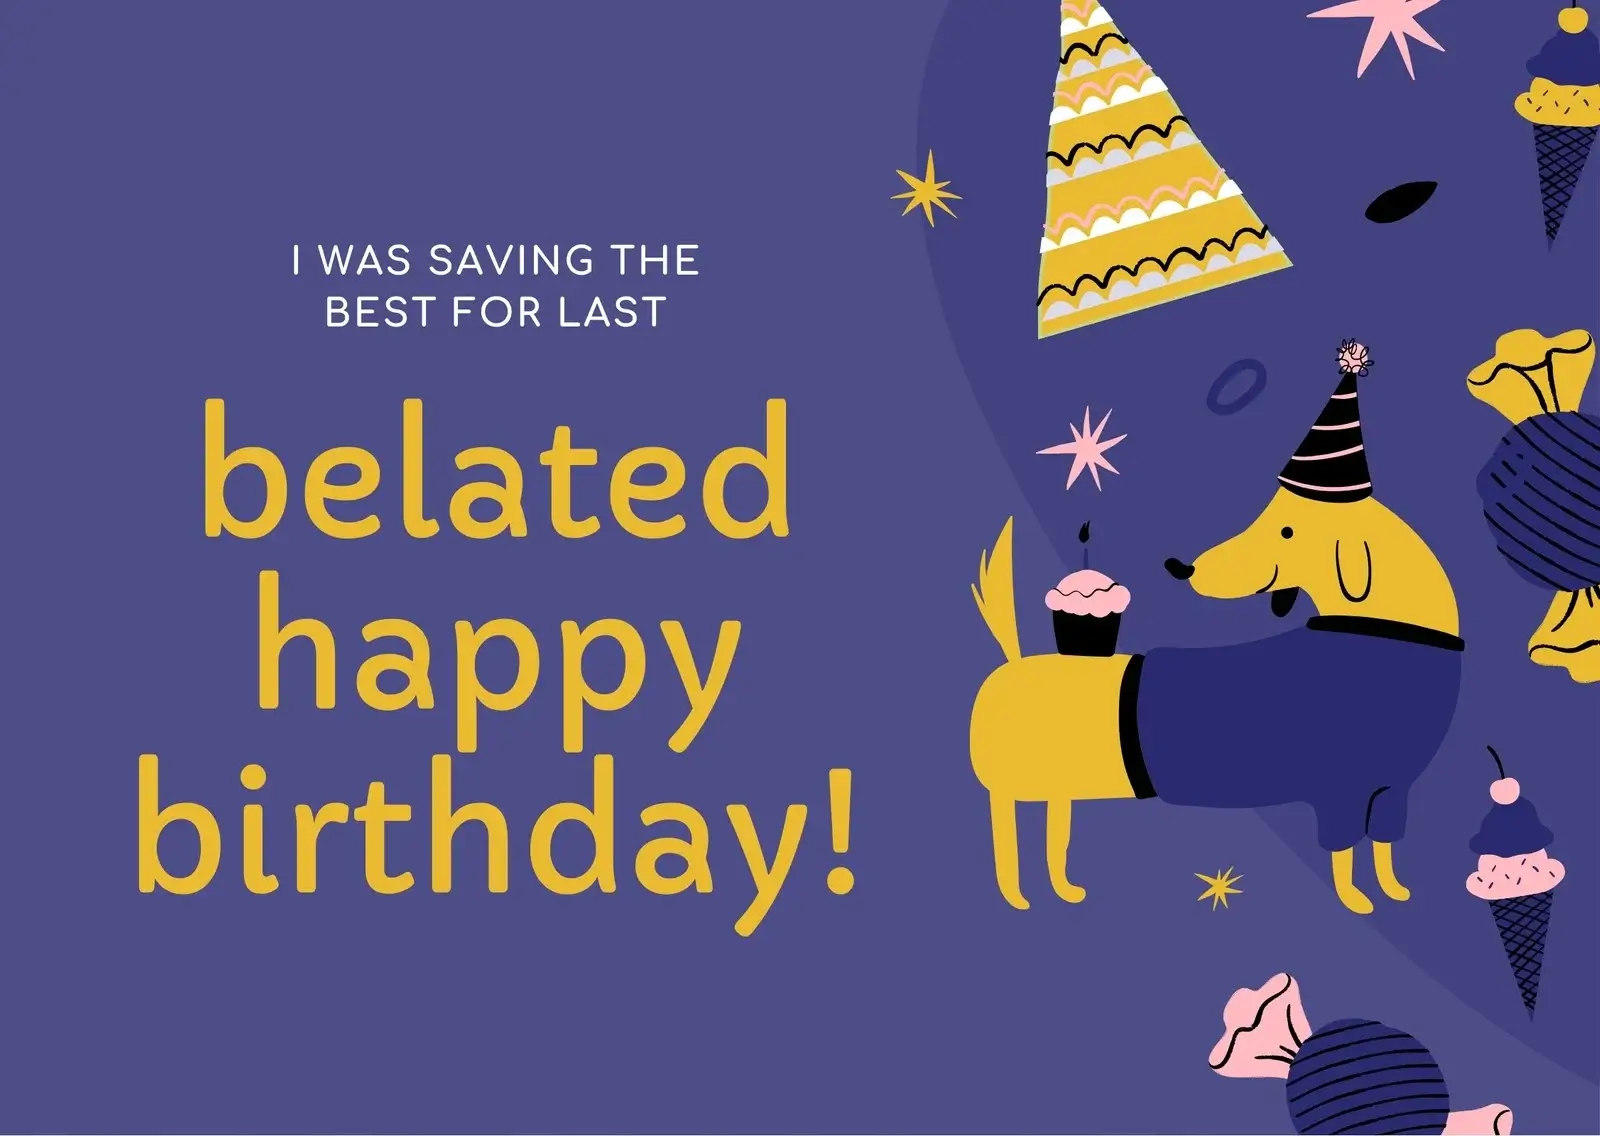 I WAS SAVING THE
BEST FOR LAST
belated
happy
birthday!